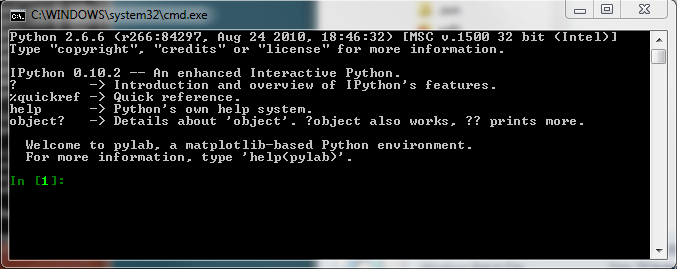 C:\WINDOWS\system32\cmd.exe
Python 2.6.6 (r266:84297, Aug 24 2010, 18:46:32) [MSC v.1500 32 bit (Intel)]
Type "copyright", "credits" or "license" for more information.
IPython 0.10.2 -- An enhanced Interactive Python.
?         -> Introduction and overview of IPython's features.
%quickref -> Quick reference.
help      -> Python's own help system.
object?   -> Details about 'object'. ?object also works, ?? prints more.
Welcome to pylab, a matplotlib-based Python environment.
For more information, type 'help(pylab)'.
In [1]: